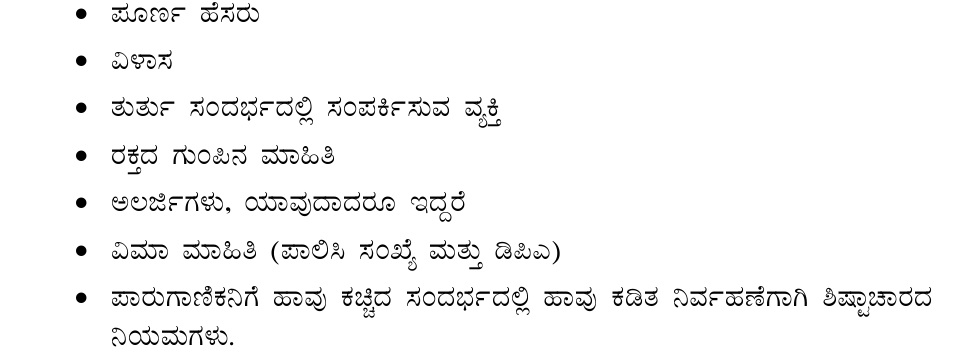 • ಪೂರ್ಣ ಹೆಸರು
• ವಿಳಾಸ
• ತುರ್ತು ಸಂದರ್ಭದಲ್ಲಿ ಸಂಪರ್ಕಿಸುವ ವ್ಯಕ್ತಿ
• ರಕ್ತದ ಗುಂಪಿನ ಮಾಹಿತಿ
• ಅಲರ್ಜಿಗಳು, ಯಾವುದಾದರೂ ಇದ್ದರೆ
• ವಿಮಾ ಮಾಹಿತಿ (ಪಾಲಿಸಿ ಸಂಖ್ಯೆ ಮತ್ತು ಡಿಪಿಎ)
• ಪಾರುಗಾಣಿಕನಿಗೆ ಹಾವು ಕಚ್ಚಿದ ಸಂದರ್ಭದಲ್ಲಿ ಹಾವು ಕಡಿತ ನಿರ್ವಹಣೆಗಾಗಿ ಶಿಷ್ಟಾಚಾರದ
ನಿಯಮಗಳು.